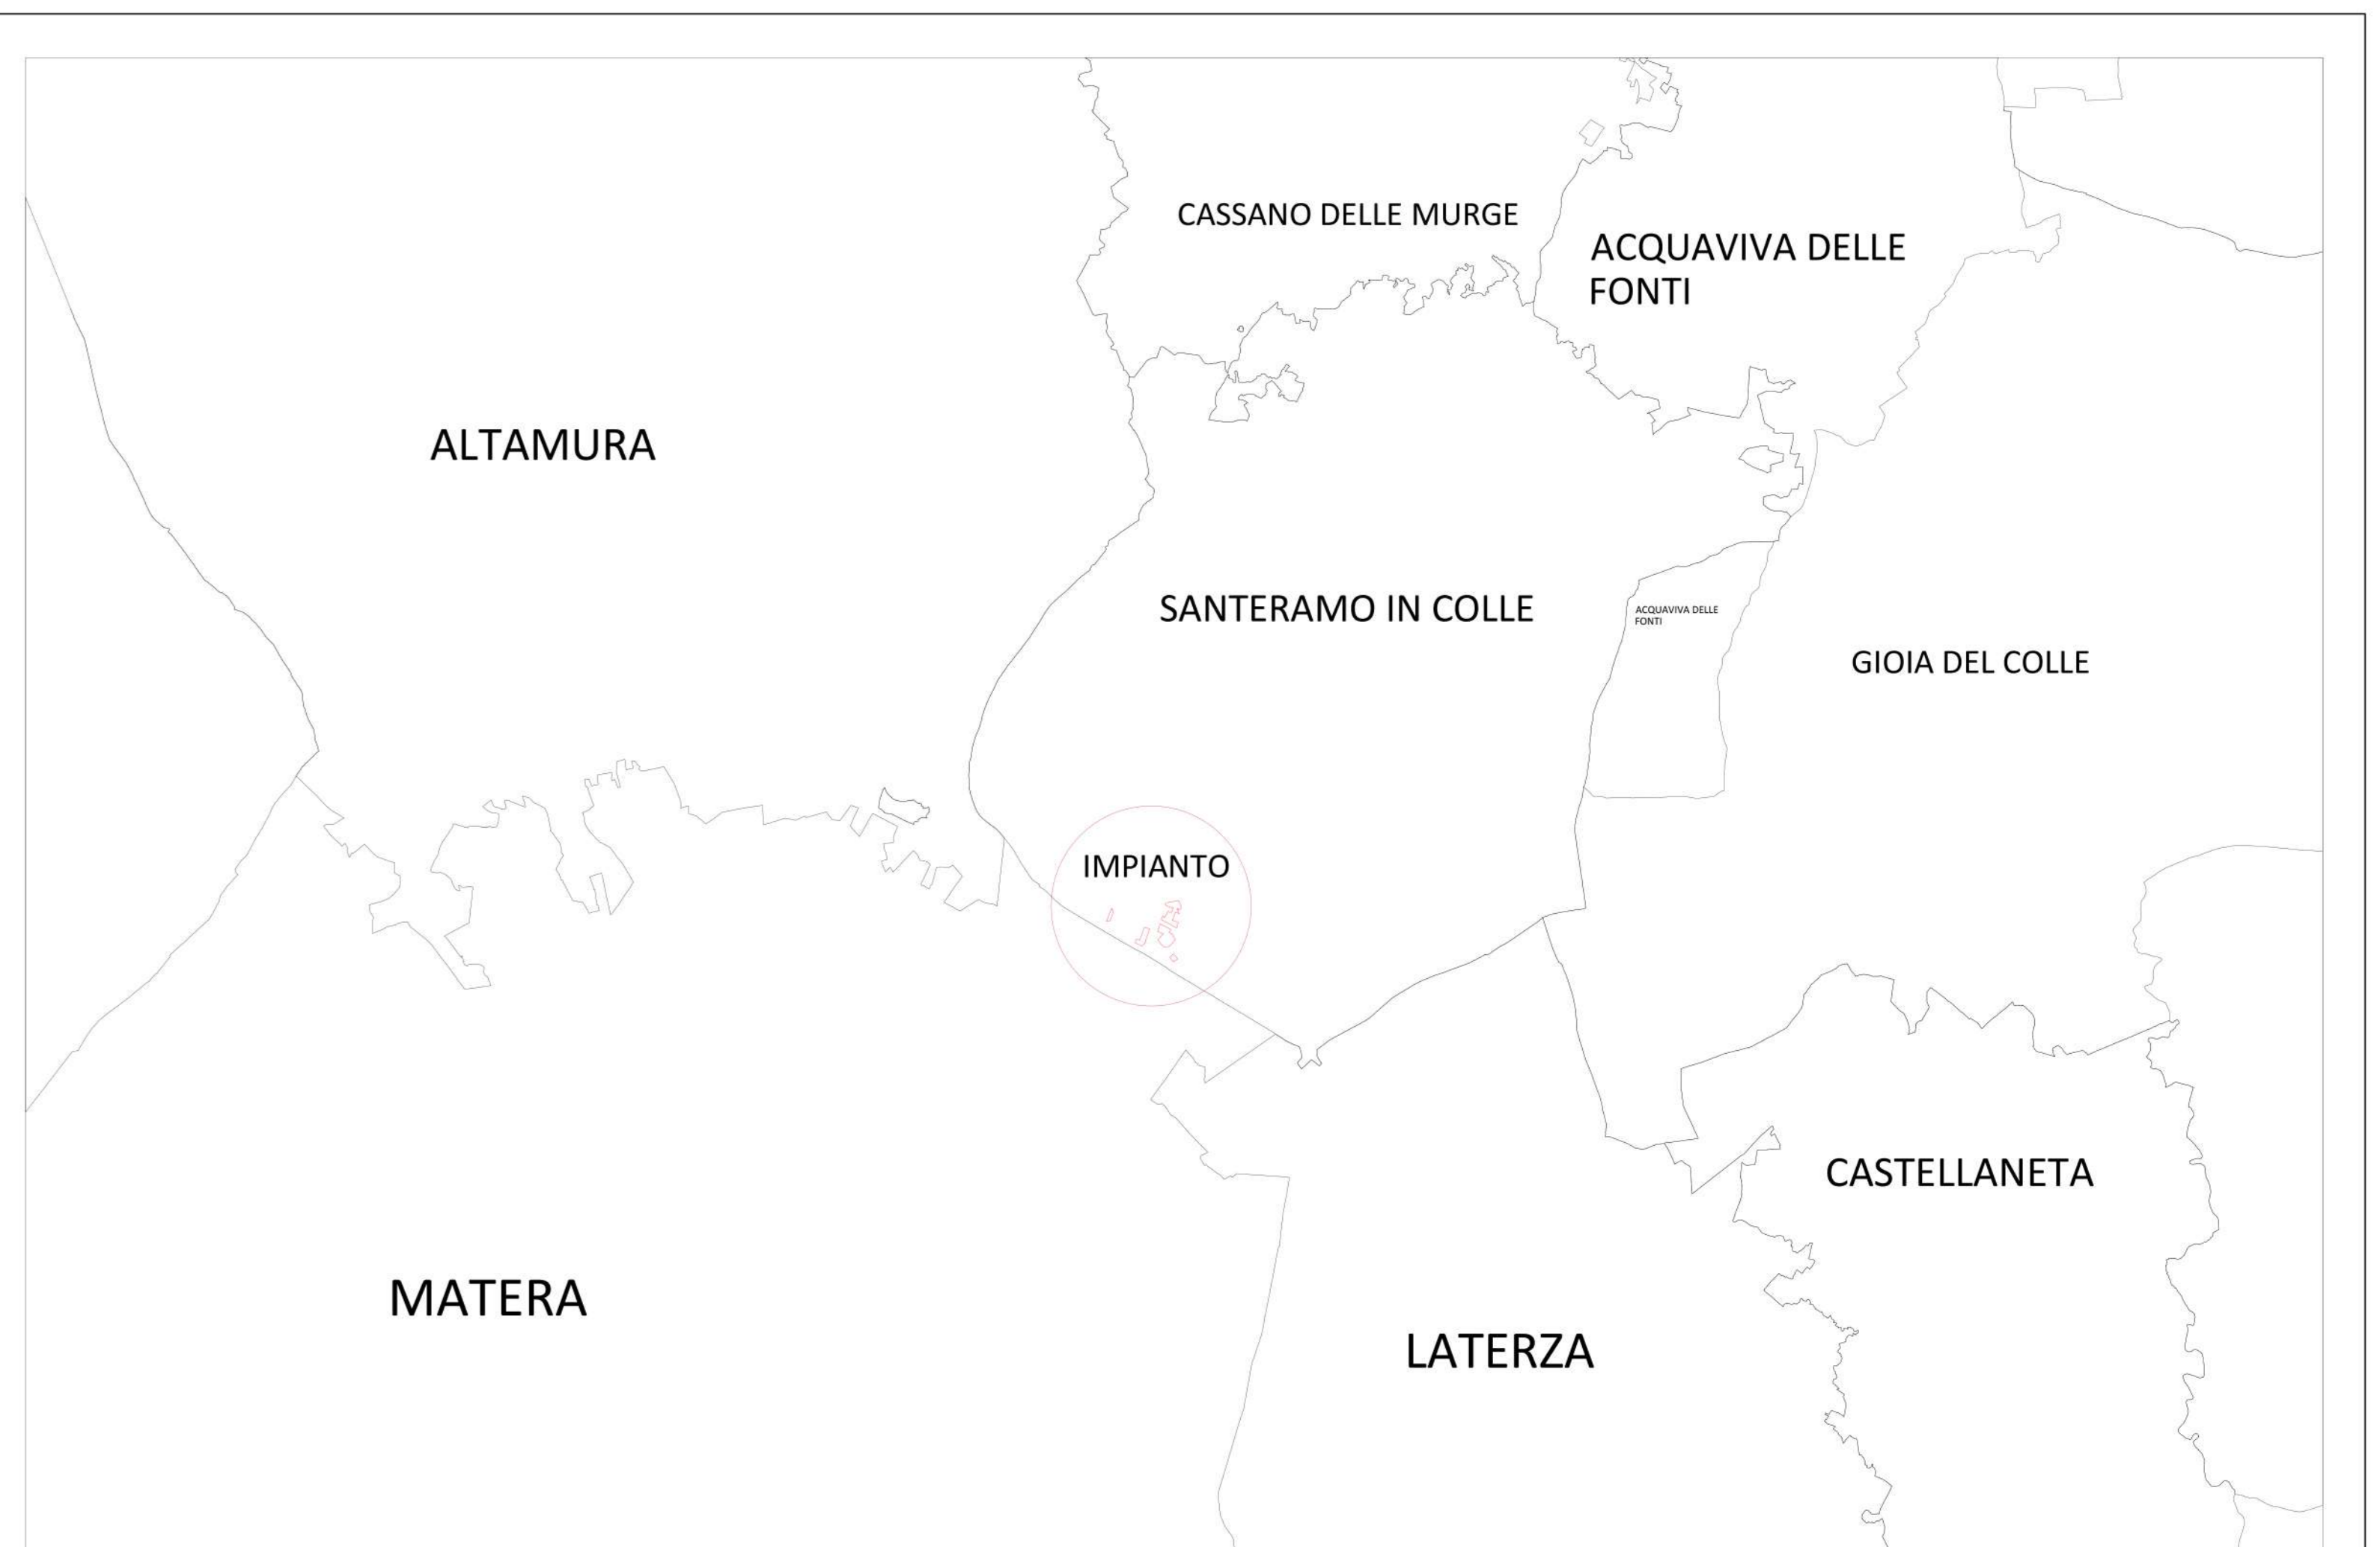 CASSANO DELLE MURGE
ACQUAVIVA DELLE
FONTI
ALTAMURA
SANTERAMO IN COLLE
ACQUAVIVA DELLE
FONTI
GIOIA DEL COLLE
IMPIANTO
CASTELLANETA
MATERA
LATERZA